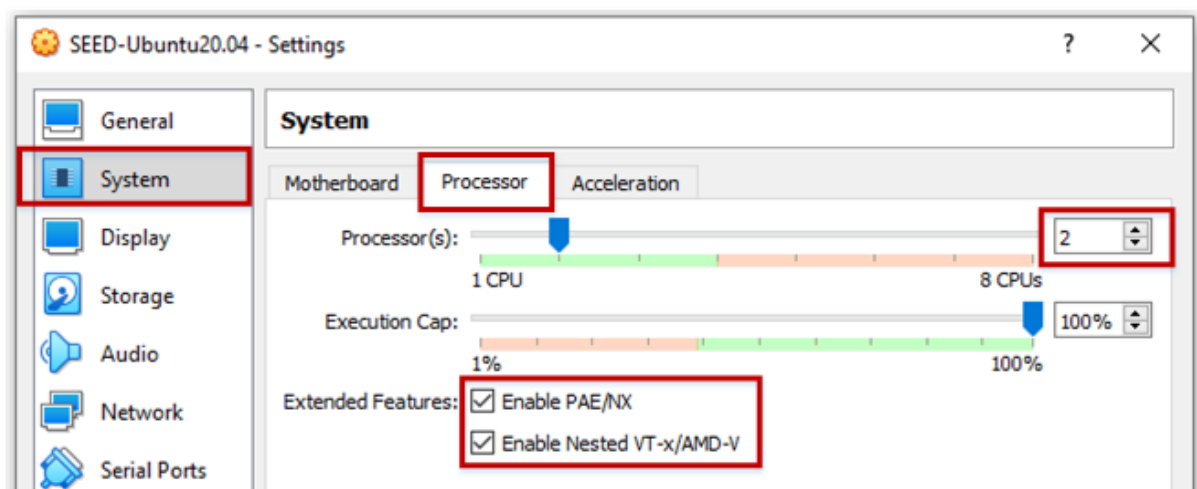 SEED-Ubuntu20.04 - Settings ? ×
General
System
Display
Storage
Audio
Network
Serial Ports
System
Motherboard Processor Acceleration
Processor(s): 2
1 CPU 8 CPUs
Execution Cap: 100%
1% 100%
Extended Features: Enable PAE/NX
Enable Nested VT-x/AMD-V